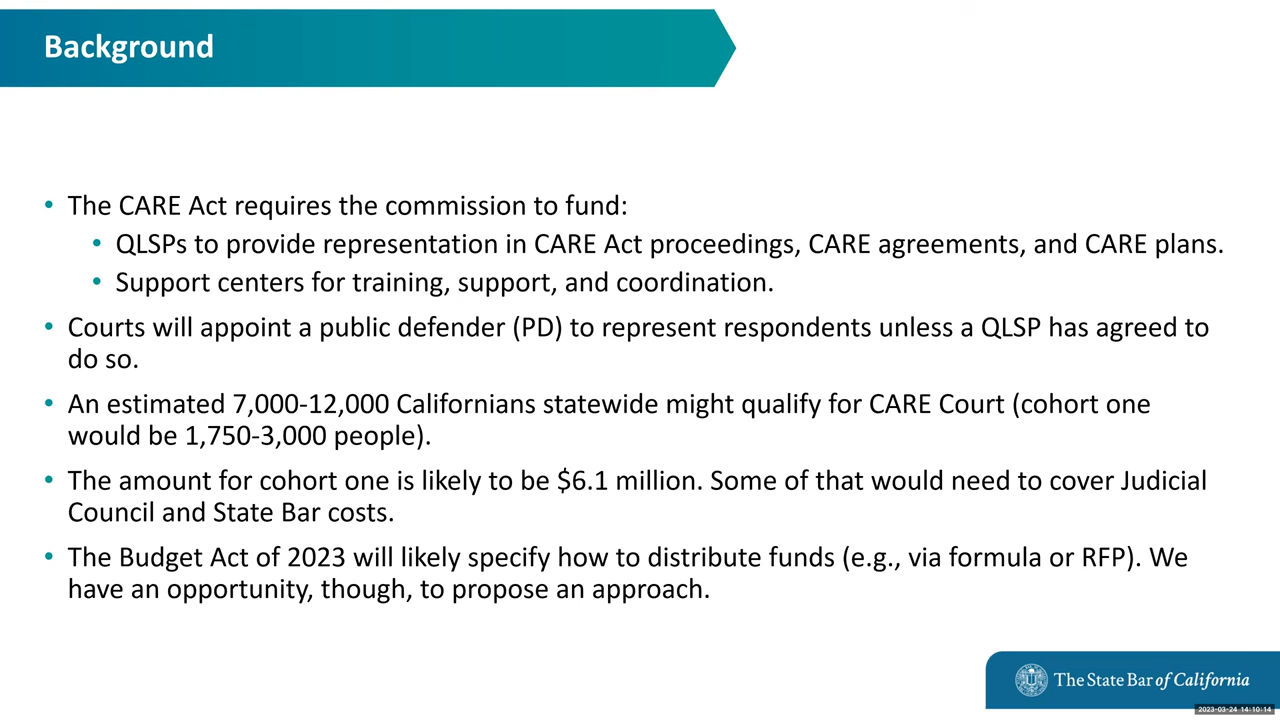 Background
• The CARE Act requires the commission to fund:
• QLSPs to provide representation in CARE Act proceedings, CARE agreements, and CARE plans.
• Support centers for training, support, and coordination.
• Courts will appoint a public defender (PD) to represent respondents unless a QLSP has agreed to
do so.
• An estimated 7,000-12,000 Californians statewide might qualify for CARE Court (cohort one
would be 1,750-3,000 people).
• The amount for cohort one is likely to be $6.1 million. Some of that would need to cover Judicial
Council and State Bar costs.
• The Budget Act of 2023 will likely specify how to distribute funds (e.g., via formula or RFP). We
have an opportunity, though, to propose an approach.
The State Bar of California
2023-03-24 14:10:14